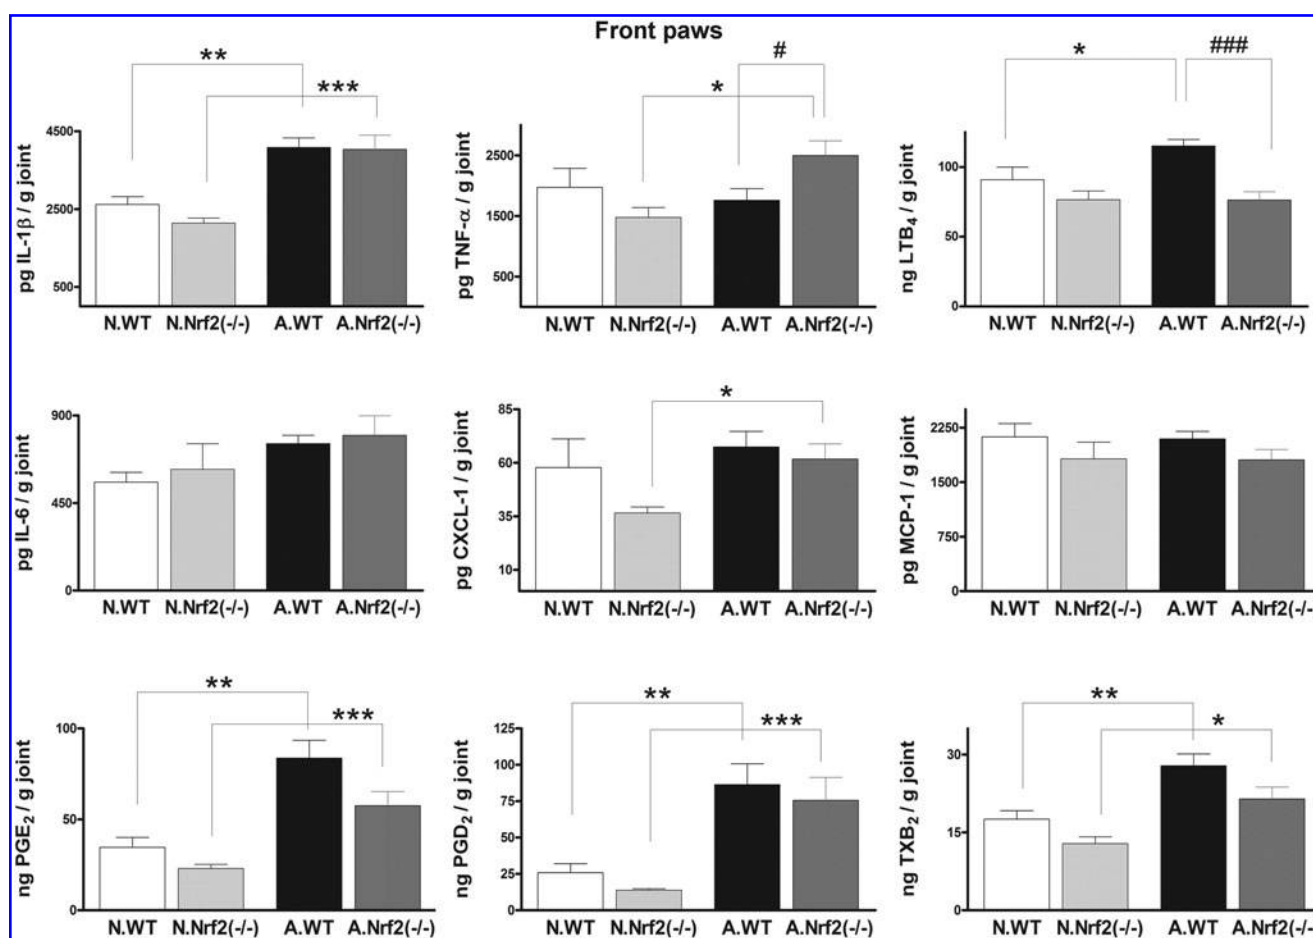 Front paws
** *** 
4500
2500
500
pg IL-1β / g joint
N.WT N.Nrf2(-/-) A.WT A.Nrf2(-/-)
#
*
2500
1500
500
pg TNF-α / g joint
N.WT N.Nrf2(-/-) A.WT A.Nrf2(-/-)
* ###
100
50
0
ng LTB₄ / g joint
N.WT N.Nrf2(-/-) A.WT A.Nrf2(-/-)
900
450
0
pg IL-6 / g joint
N.WT N.Nrf2(-/-) A.WT A.Nrf2(-/-)
*
85
60
35
10
pg CXCL-1 / g joint
N.WT N.Nrf2(-/-) A.WT A.Nrf2(-/-)
2250
1500
750
0
pg MCP-1 / g joint
N.WT N.Nrf2(-/-) A.WT A.Nrf2(-/-)
**
***
100
50
0
ng PGE₂ / g joint
N.WT N.Nrf2(-/-) A.WT A.Nrf2(-/-)
**
***
125
100
75
50
25
0
ng PGD₂ / g joint
N.WT N.Nrf2(-/-) A.WT A.Nrf2(-/-)
**
*
30
15
0
ng TXB₂ / g joint
N.WT N.Nrf2(-/-) A.WT A.Nrf2(-/-)